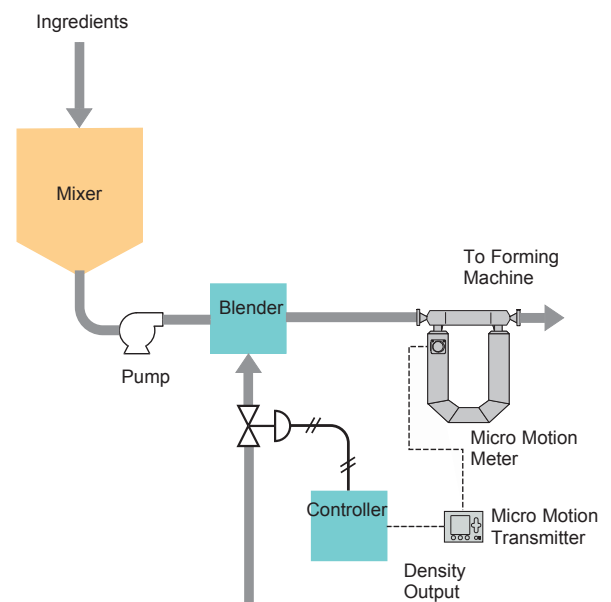 Ingredients
Mixer
To Forming
Machine
Blender
Pump
Micro Motion
Meter
Controller
Micro Motion
Transmitter
Density
Output